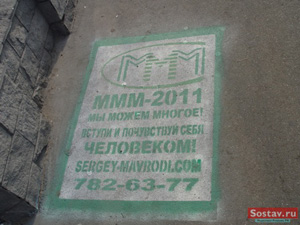 МММ
МММ-2011
МЫ МОЖЕМ МНОГОЕ!
ВСТУПИ И ПОЧУВСТВУЙ СЕБЯ
ЧЕЛОВЕКОМ!
SERGEY-MAVRODI.COM
782-63-77
Sostav.ru